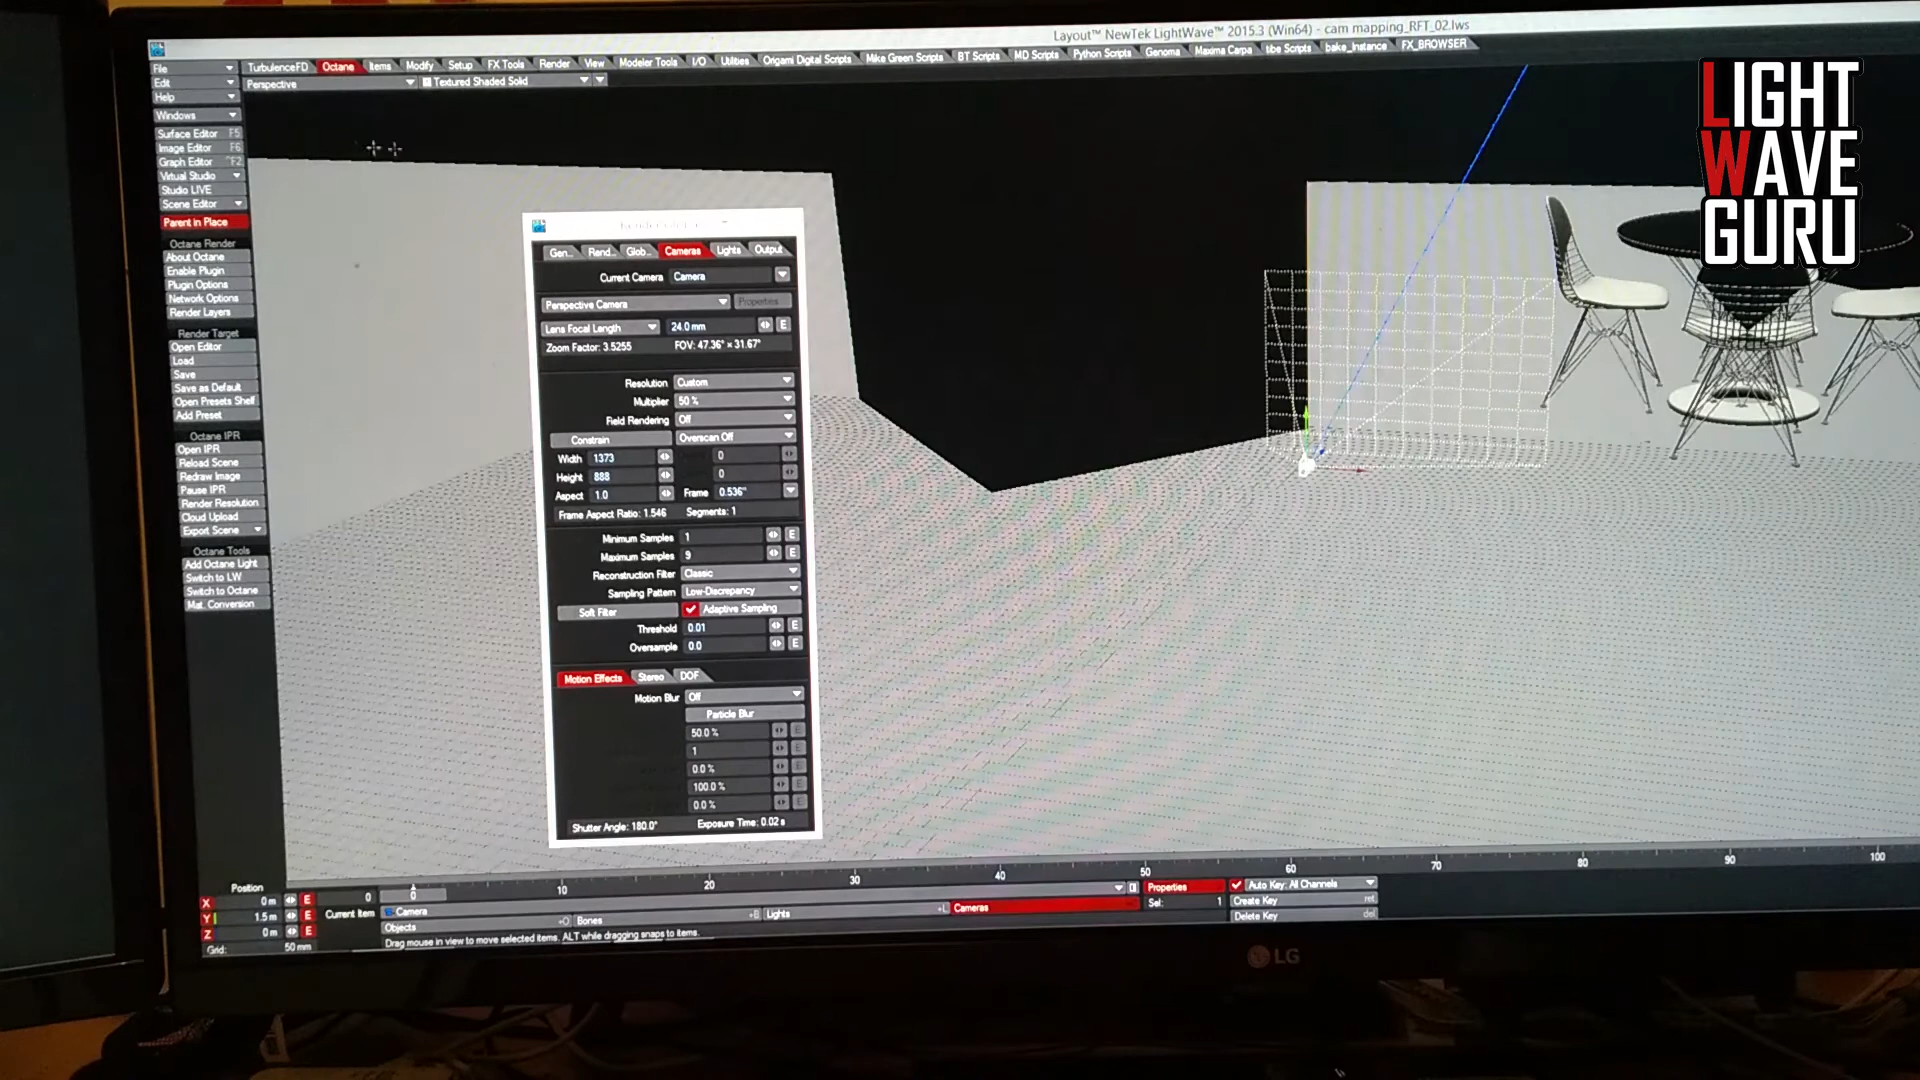 Layout™ NewTek LightWave™ 2015.3 (Win64) - cam mapping_RFT_02.lws
File
Edit
Help
TurbulenceFD Octane Items Modify Setup FX Tools Render View Modeler Tools I/O Utilities Origami Digital Scripts Mike Green Scripts BT Scripts MD Scripts Python Scripts Genoma Maxima Carpa tbe Scripts bake_Instance FX_BROWSER
Perspective Textured Shaded Solid
Windows
Surface Editor F5
Image Editor F6
Graph Editor ^F2
Virtual Studio
Studio LIVE
Scene Editor
Parent in Place
Octane Render
About Octane
Enable Plugin
Plugin Options
Network Options
Render Layers
Render Target
Open Editor
Load
Save
Save as Default
Open Presets Shelf
Add Preset
Octane IPR
Open IPR
Reload Scene
Redraw Image
Pause IPR
Render Resolution
Cloud Upload
Export Scene
Octane Tools
Add Octane Light
Switch to LW
Switch to Octane
Mat. Conversion
LIGHT
WAVE
GURU
Gen... Rend... Glob... Cameras Lights Output
Current Camera Camera
Perspective Camera Properties
Lens Focal Length 24.0 mm E
Zoom Factor: 3.5255 FOV: 47.36° × 31.67°
Resolution Custom
Multiplier 50 %
Field Rendering Off
Constrain Overscan Off
Width 1373 0
Height 888 0
Aspect 1.0 Frame 0.536"
Frame Aspect Ratio: 1.546 Segments: 1
Minimum Samples 1 E
Maximum Samples 9 E
Reconstruction Filter Classic
Sampling Pattern Low-Discrepancy
Soft Filter Adaptive Sampling
Threshold 0.01 E
Oversample 0.0 E
Motion Effects Stereo DOF
Motion Blur Off
Particle Blur
50.0 % E
1 E
0.0 % E
100.0 % E
0.0 % E
Shutter Angle: 180.0° Exposure Time: 0.02 s
0 0 10 20 30 40 50 60 70 80 90 100
Position
X 0 m E
Y 1.5 m E
Z 0 m E
Grid: 50 mm
Current Item Camera
Objects +O Bones +B Lights +L Cameras
Drag mouse in view to move selected items. ALT while dragging snaps to items.
Properties
Sel: 1
Auto Key: All Channels
Create Key ret
Delete Key del
LG